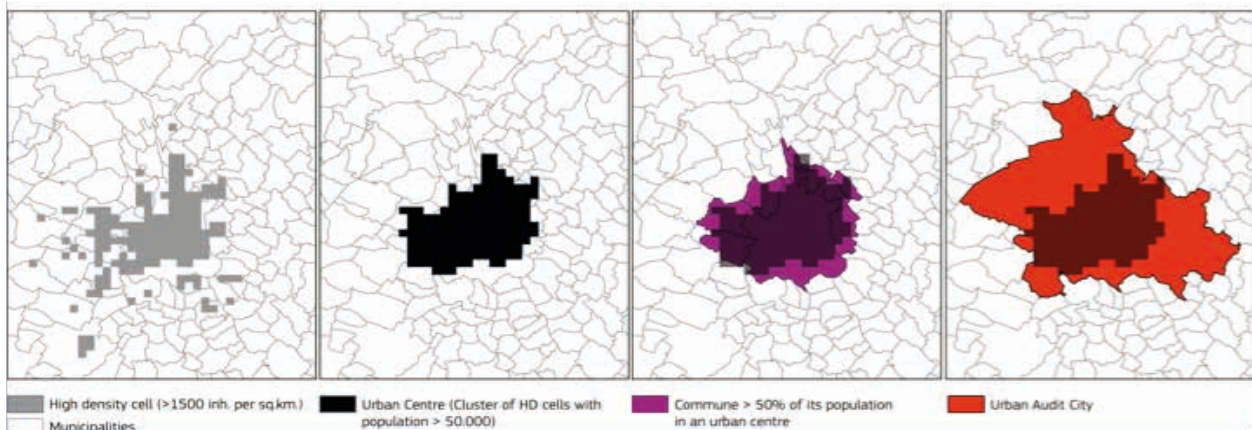 High density cell (>1500 inh. per sq.km.)
Municipalities
Urban Centre (Cluster of HD cells with
population > 50.000)
Commune > 50% of its population
in an urban centre
Urban Audit City